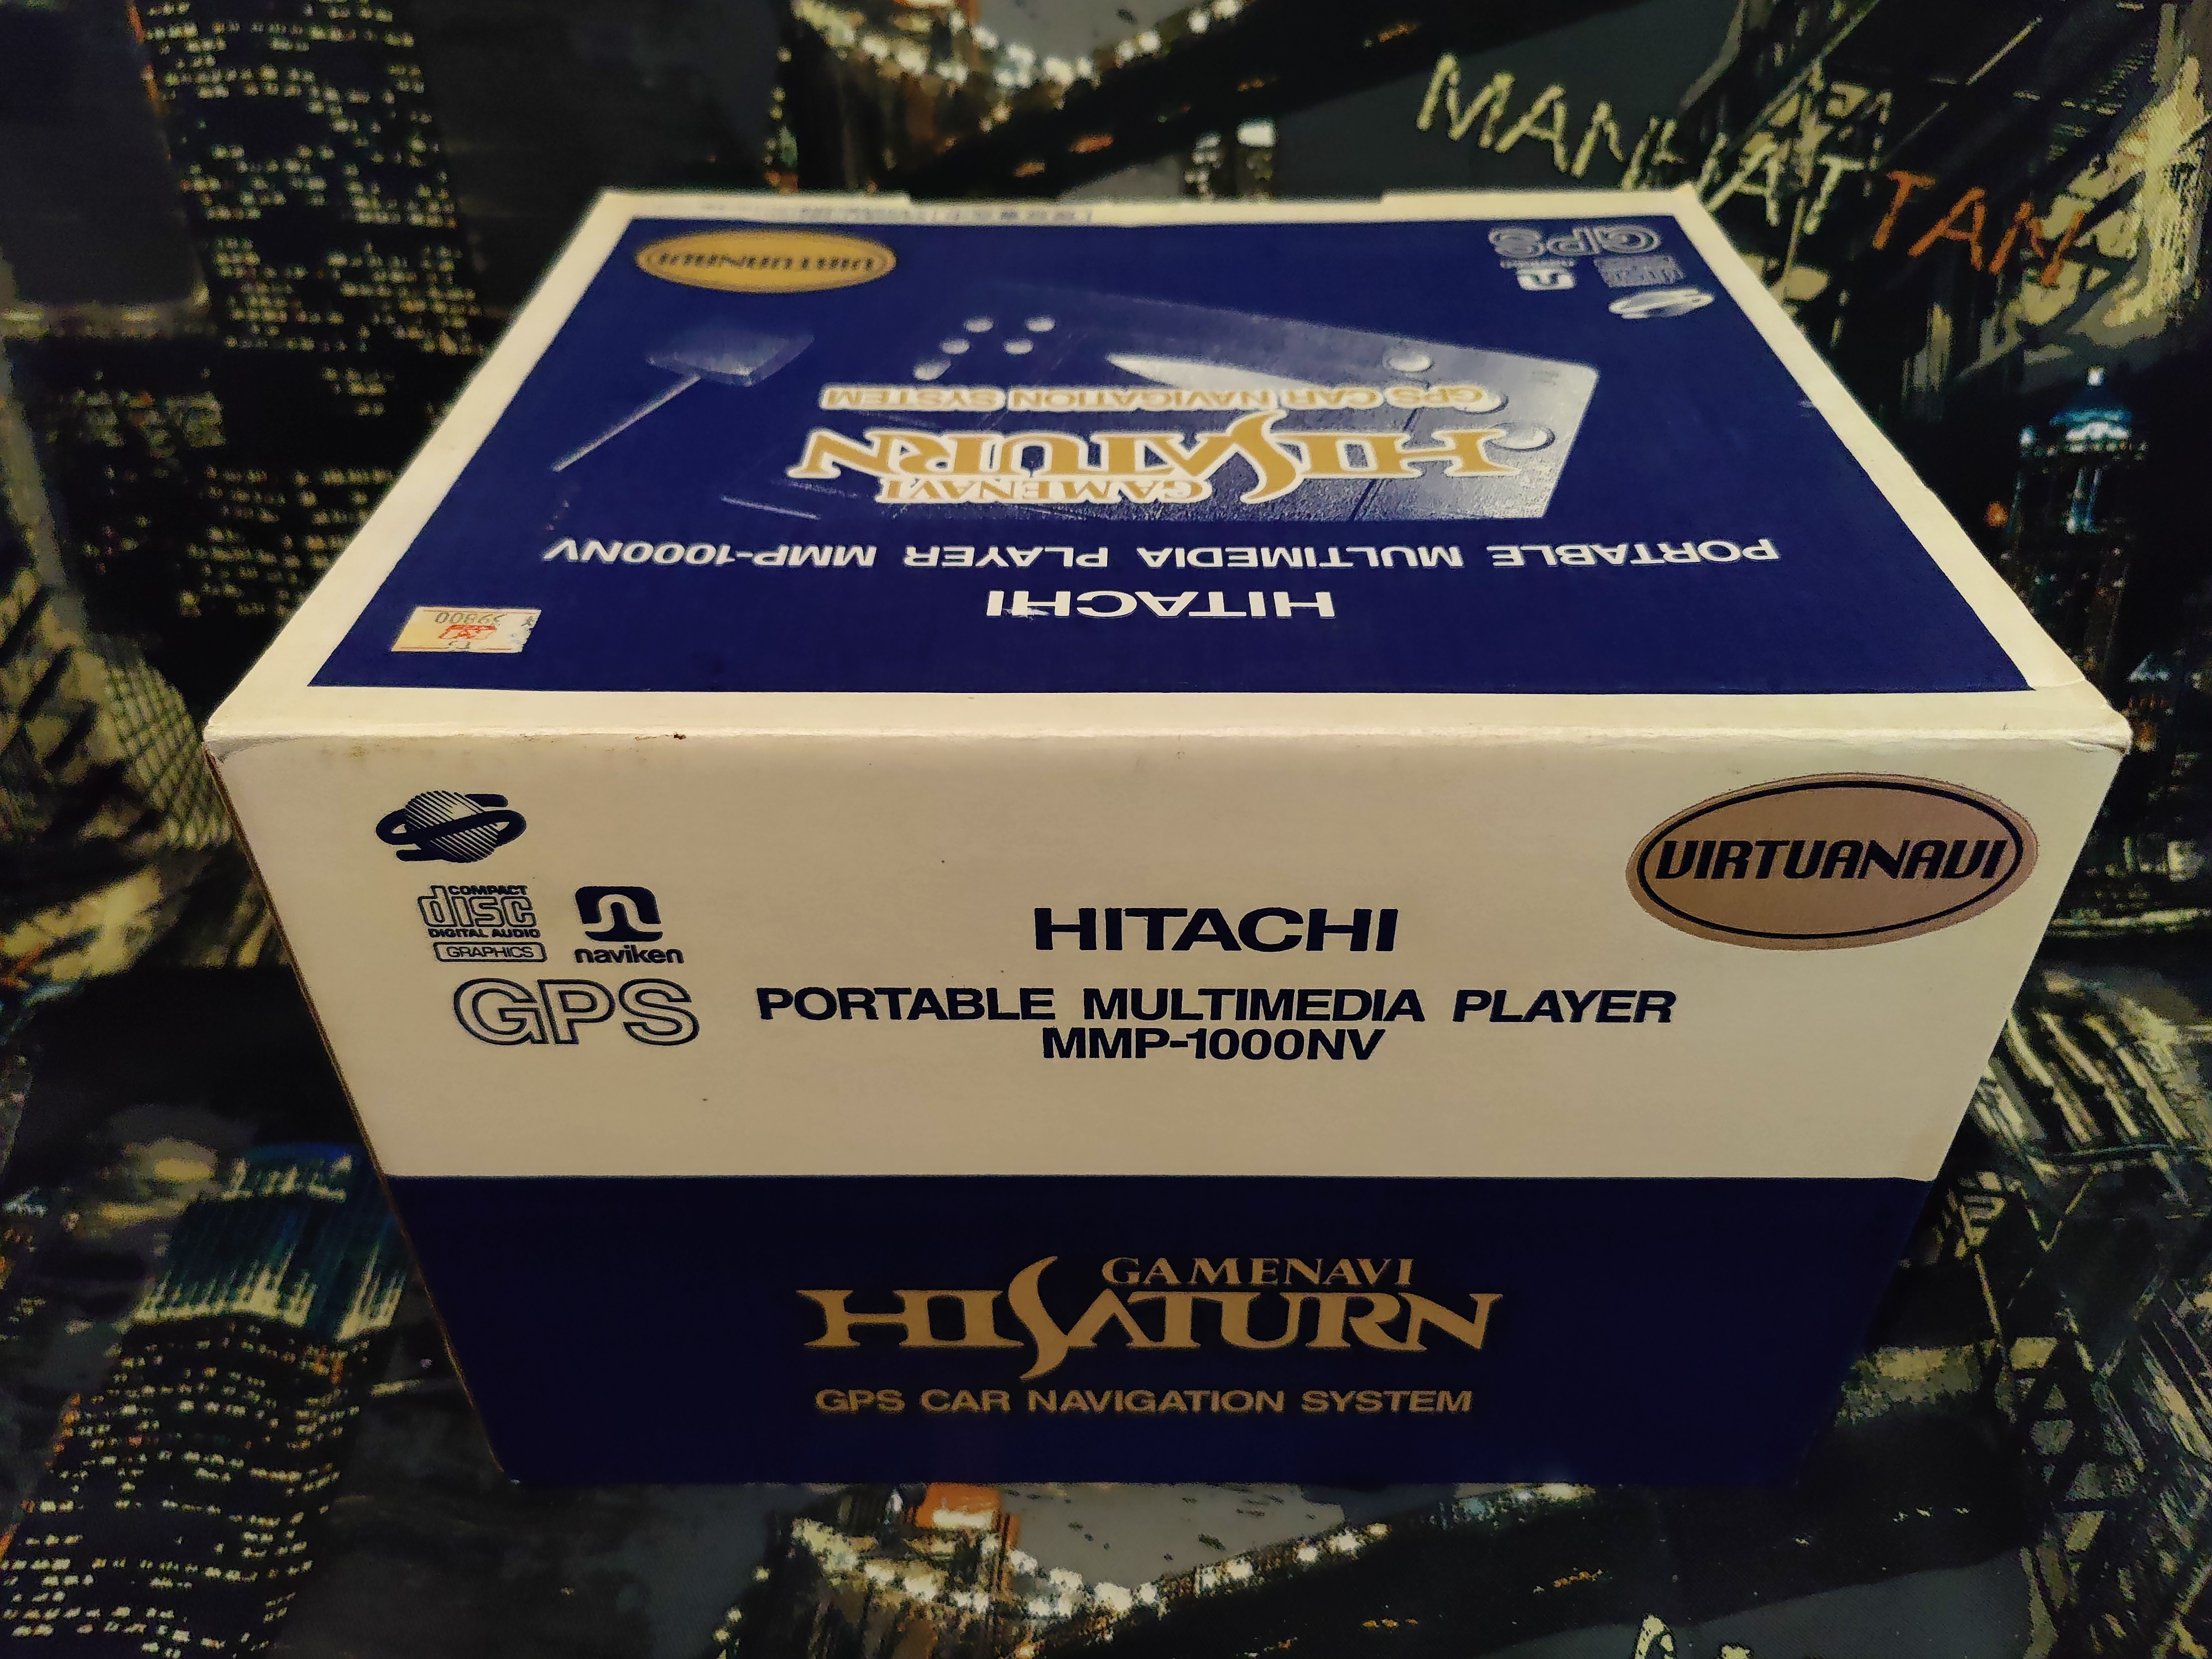 MANHATTAN
VIRTUANAVI
GPS
GPS CAR NAVIGATION SYSTEM
HISATURN
GAMENAVI
PORTABLE MULTIMEDIA PLAYER MMP-1000NV
HITACHI
VIRTUANAVI
COMPACT
disc
DIGITAL AUDIO
GRAPHICS
naviken
GPS
HITACHI
PORTABLE MULTIMEDIA PLAYER
MMP-1000NV
GAMENAVI
HISATURN
GPS CAR NAVIGATION SYSTEM